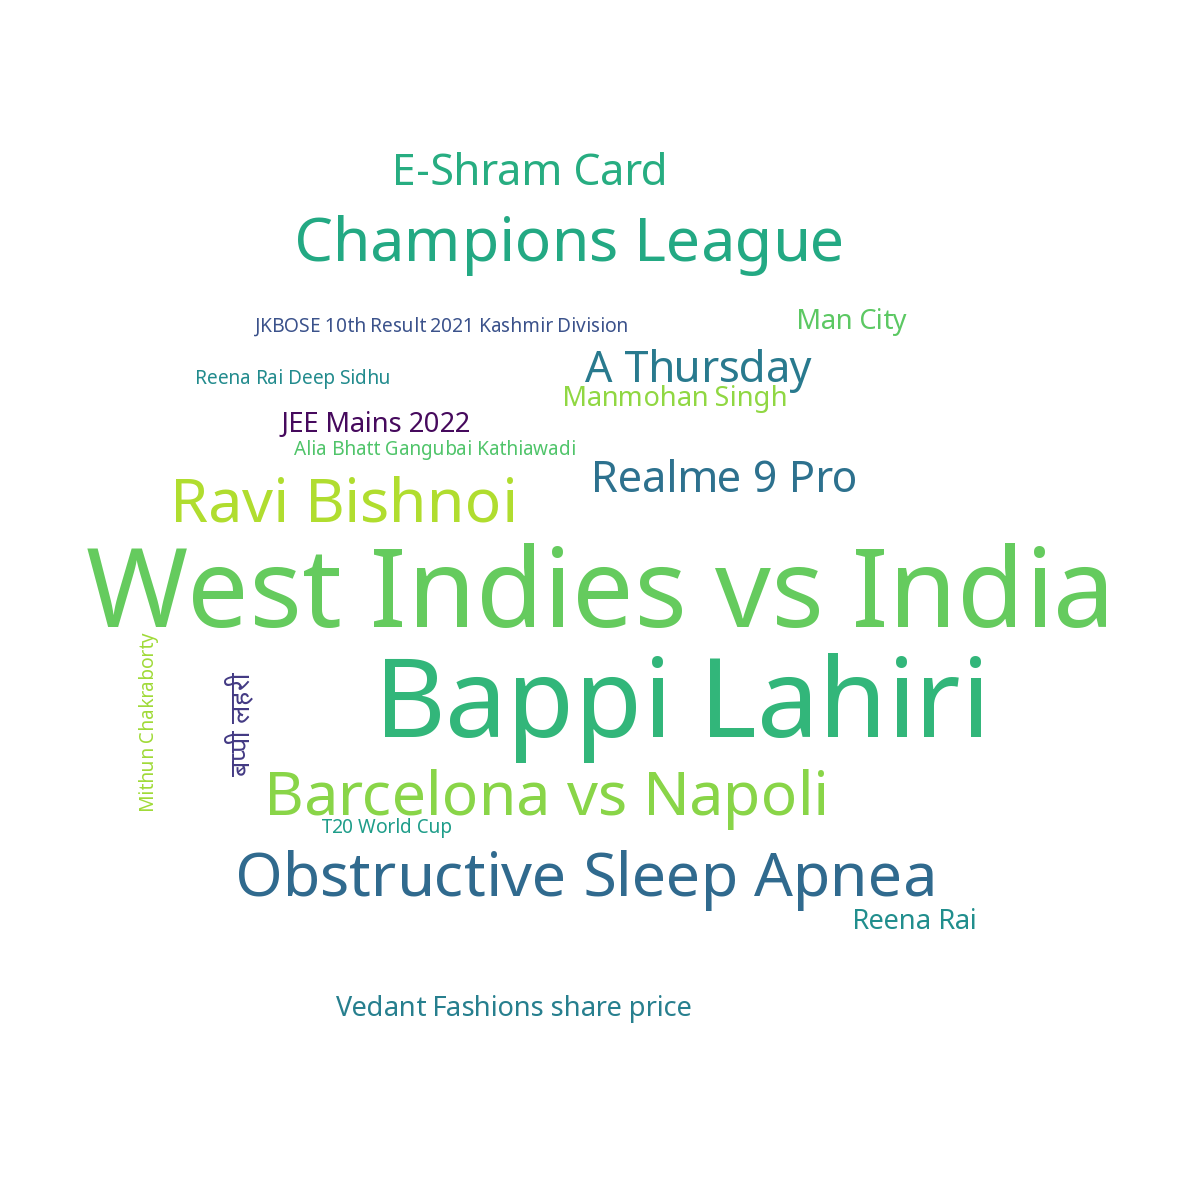 E-Shram Card
Champions League
JKBOSE 10th Result 2021 Kashmir Division
Man City
A Thursday
Reena Rai Deep Sidhu
Manmohan Singh
JEE Mains 2022
Alia Bhatt Gangubai Kathiawadi
Realme 9 Pro
Ravi Bishnoi
West Indies vs India
Mithun Chakraborty
बप्पी लहरी
Bappi Lahiri
Barcelona vs Napoli
T20 World Cup
Obstructive Sleep Apnea
Reena Rai
Vedant Fashions share price